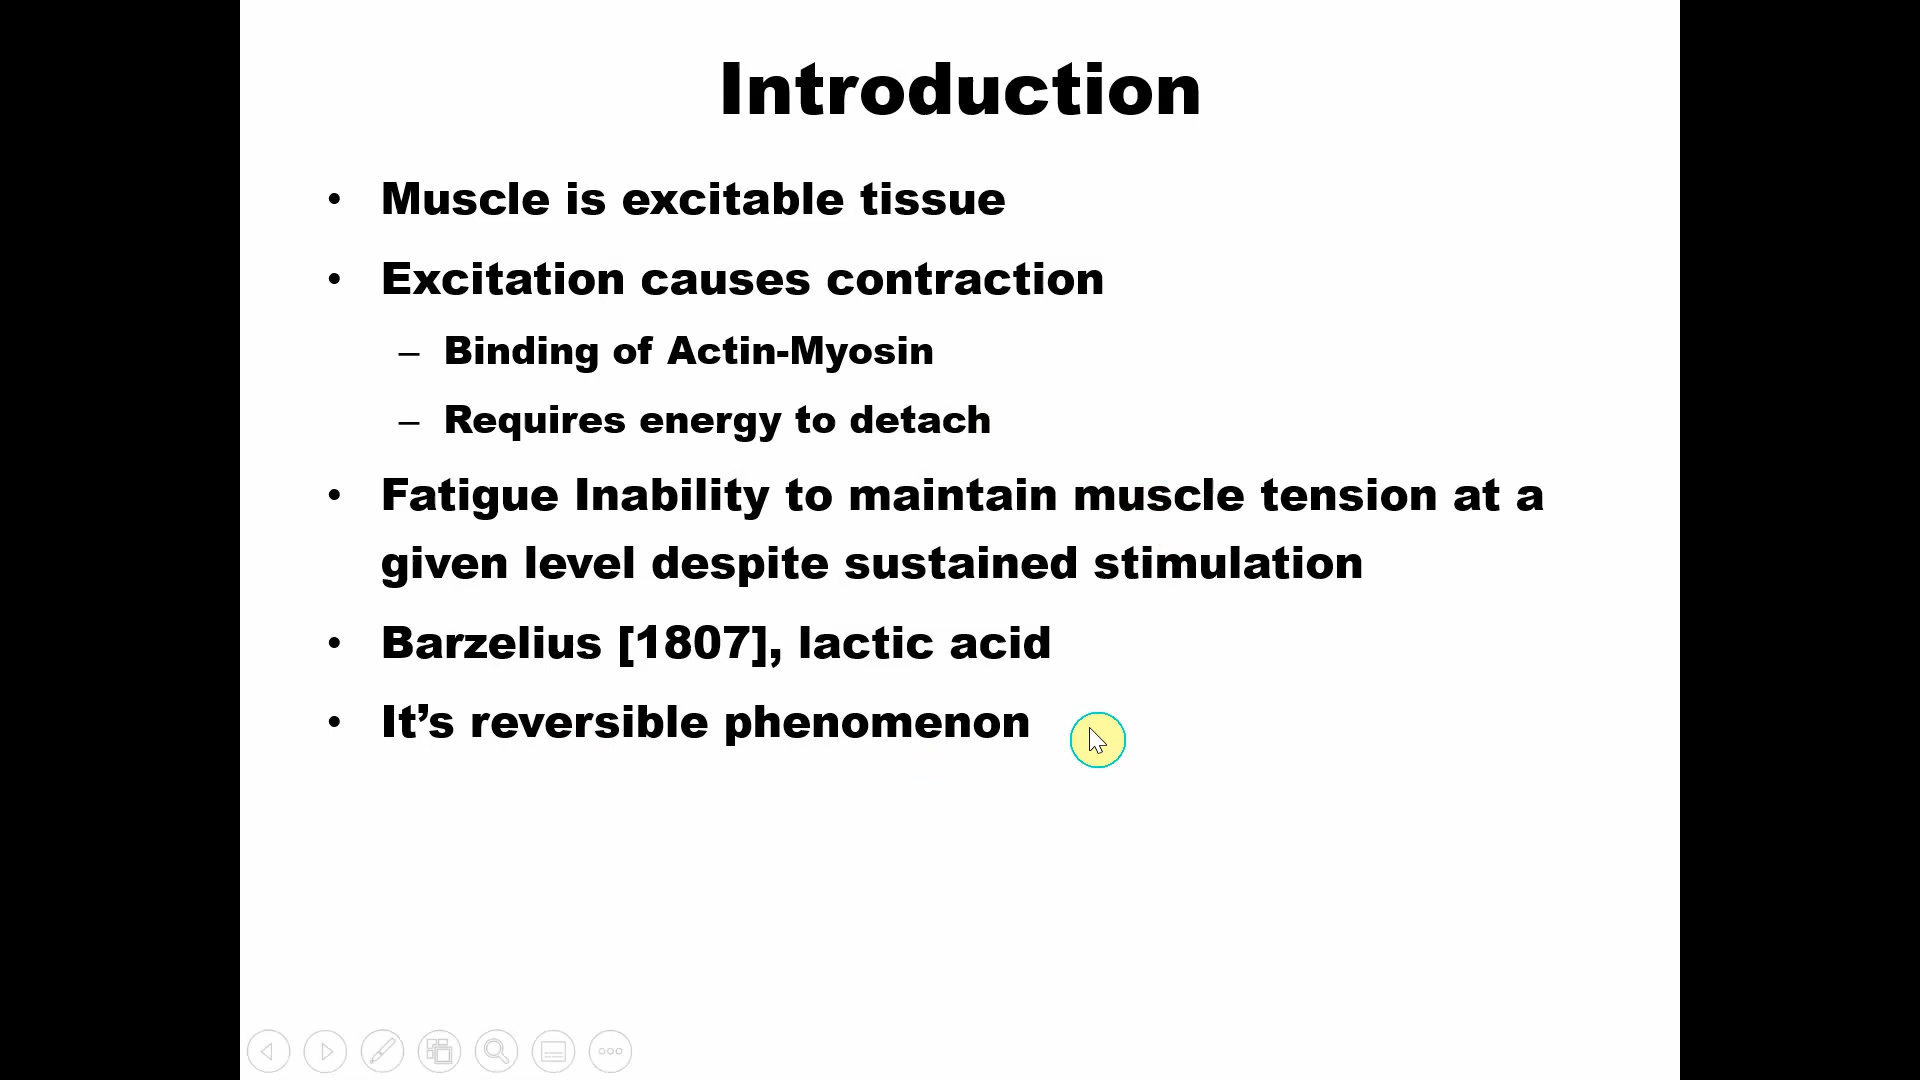 Introduction
• Muscle is excitable tissue
• Excitation causes contraction
– Binding of Actin-Myosin
– Requires energy to detach
• Fatigue Inability to maintain muscle tension at a
given level despite sustained stimulation
• Barzelius [1807], lactic acid
• It’s reversible phenomenon